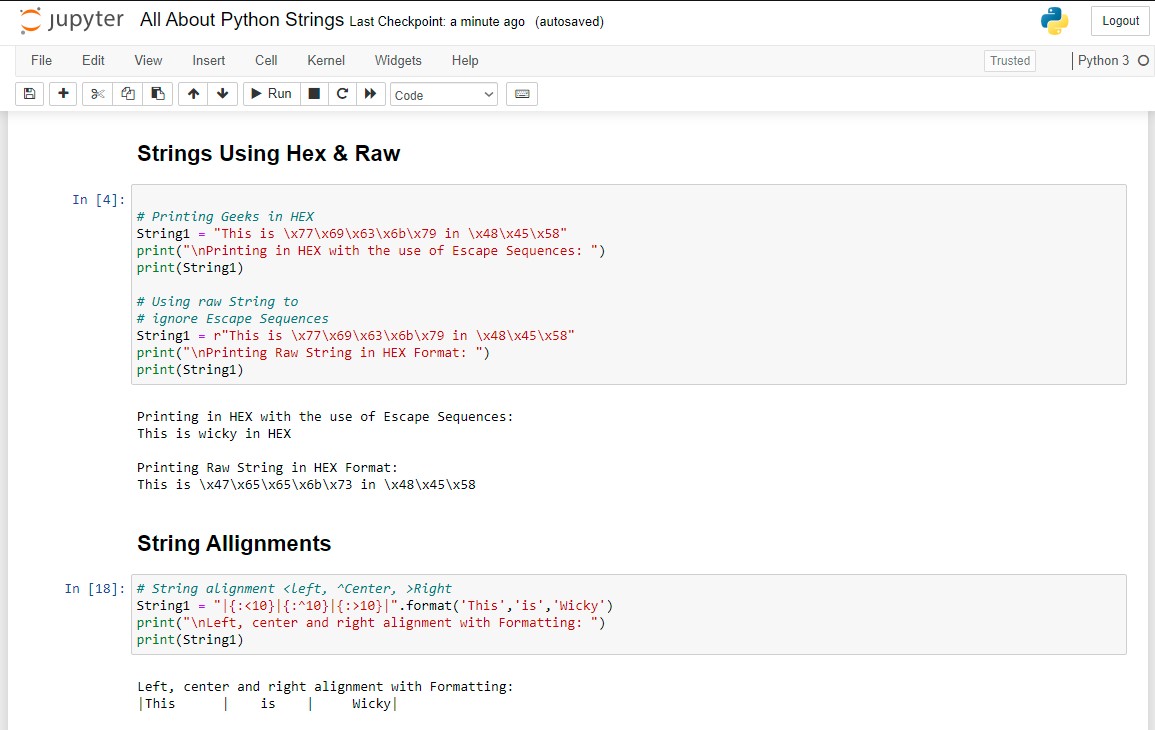 jupyter All About Python Strings Last Checkpoint: a minute ago (autosaved) Logout
File Edit View Insert Cell Kernel Widgets Help Trusted Python 3
Run Code
Strings Using Hex & Raw
In [4]:
# Printing Geeks in HEX
String1 = "This is \x77\x69\x63\x6b\x79 in \x48\x45\x58"
print("\nPrinting in HEX with the use of Escape Sequences: ")
print(String1)
# Using raw String to
# ignore Escape Sequences
String1 = r"This is \x77\x69\x63\x6b\x79 in \x48\x45\x58"
print("\nPrinting Raw String in HEX Format: ")
print(String1)
Printing in HEX with the use of Escape Sequences:
This is wicky in HEX
Printing Raw String in HEX Format:
This is \x47\x65\x65\x6b\x73 in \x48\x45\x58
String Allignments
In [18]: # String alignment <left, ^Center, >Right
String1 = "|{:<10}|{:^10}|{:>10}|".format('This','is','Wicky')
print("\nLeft, center and right alignment with Formatting: ")
print(String1)
Left, center and right alignment with Formatting:
|This      |    is    |     Wicky|